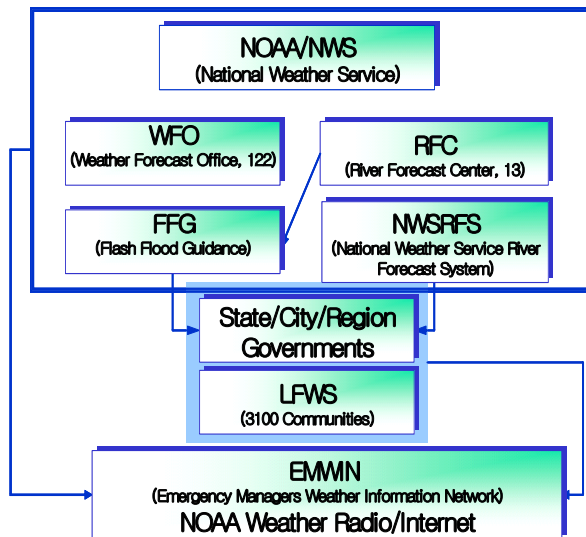 NOAA/NWS
(National Weather Service)
WFO
(Weather Forecast Office, 122)
RFC
(River Forecast Center, 13)
FFG
(Flash Flood Guidance)
NWSRFS
(National Weather Service River
Forecast System)
State/City/Region
Governments
LFWS
(3100 Communities)
EMWIN
(Emergency Managers Weather Information Network)
NOAA Weather Radio/Internet